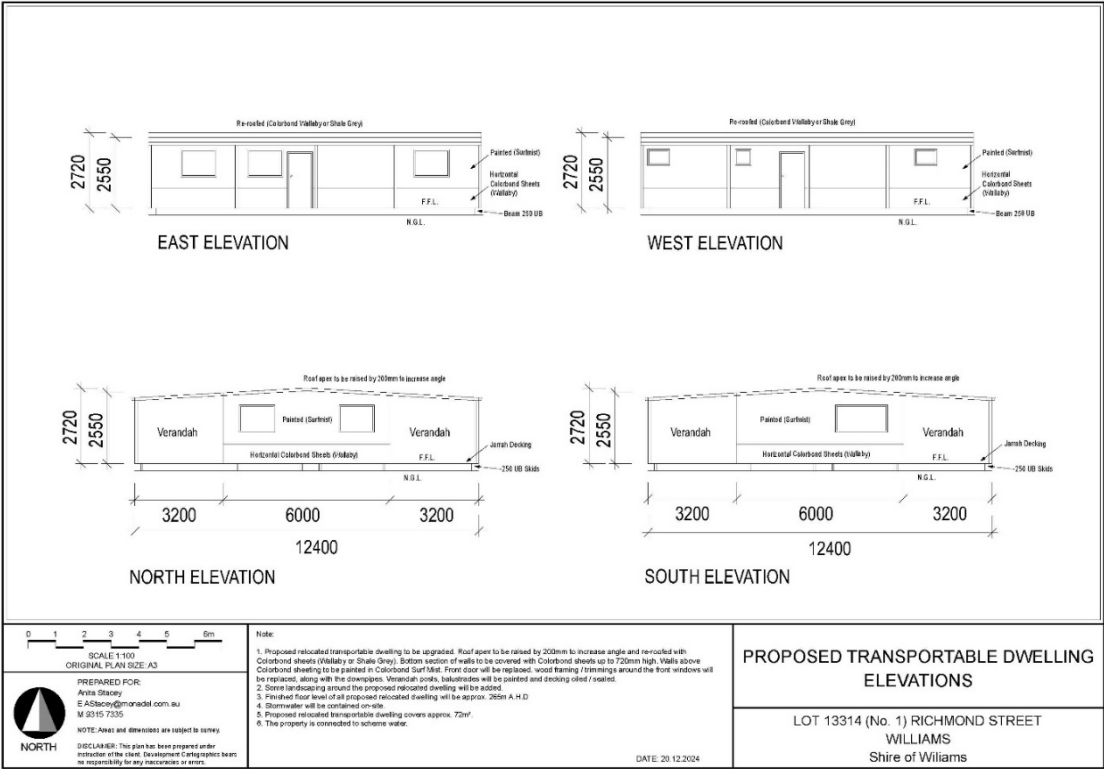 Re-roofed (Colorbond Wallaby or Shale Grey)
2720
2550
Painted (Surfmist)
Horizontal
Colorbond Sheets
(Wallaby)
F.F.L.
Beam 250 UB
N.G.L.
EAST ELEVATION
Re-roofed (Colorbond Wallaby or Shale Grey)
2720
2550
Painted (Surfmist)
Horizontal
Colorbond Sheets
(Wallaby)
F.F.L.
Beam 250 UB
N.G.L.
WEST ELEVATION
Roof apex to be raised by 200mm to increase angle
2720
2550
Verandah
Painted (Surfmist)
Verandah
Jarrah Decking
Horizontal Colorbond Sheets (Wallaby)
F.F.L.
250 UB Skids
N.G.L.
3200
6000
3200
12400
NORTH ELEVATION
Roof apex to be raised by 200mm to increase angle
2720
2550
Verandah
Painted (Surfmist)
Verandah
Jarrah Decking
Horizontal Colorbond Sheets (Wallaby)
F.F.L.
250 UB Skids
N.G.L.
3200
6000
3200
12400
SOUTH ELEVATION
0 1 2 3 4 5 6m
SCALE 1:100
ORIGINAL PLAN SIZE: A3
NORTH
PREPARED FOR:
Anita Stacey
E AStacey@monadel.com.au
M 9315 7335
NOTE: Areas and dimensions are subject to survey.
DISCLAIMER: This plan has been prepared under
instruction of the client. Development Cartographics bears
no responsibility for any inaccuracies or errors.
Note:
1. Proposed relocated transportable dwelling to be upgraded. Roof apex to be raised by 200mm to increase angle and re-roofed with
Colorbond sheets (Wallaby or Shale Grey). Bottom section of walls to be covered with Colorbond sheets up to 720mm high. Walls above
Colorbond sheeting to be painted in Colorbond Surf Mist. Front door will be replaced, wood framing / trimmings around the front windows will
be replaced, along with the downpipes. Verandah posts, balustrades will be painted and decking oiled / sealed.
2. Some landscaping around the proposed relocated dwelling will be added.
3. Finished floor level of all proposed relocated dwelling will be approx. 265m A.H.D
4. Stormwater will be contained on-site.
5. Proposed relocated transportable dwelling covers approx. 72m².
6. The property is connected to scheme water.
DATE: 20.12.2024
PROPOSED TRANSPORTABLE DWELLING
ELEVATIONS
LOT 13314 (No. 1) RICHMOND STREET
WILLIAMS
Shire of Wiliams